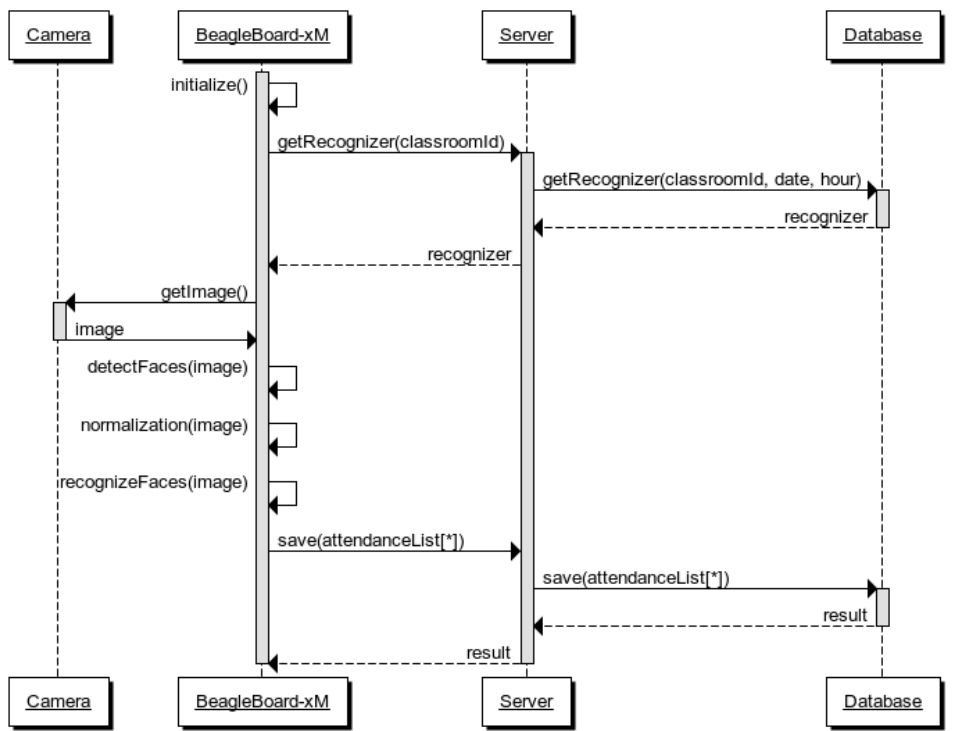 Camera
BeagleBoard-xM
Server
Database
initialize()
getRecognizer(classroomId)
getRecognizer(classroomId, date, hour)
recognizer
recognizer
getImage()
image
detectFaces(image)
normalization(image)
recognizeFaces(image)
save(attendanceList[*])
save(attendanceList[*])
result
result
Camera
BeagleBoard-xM
Server
Database